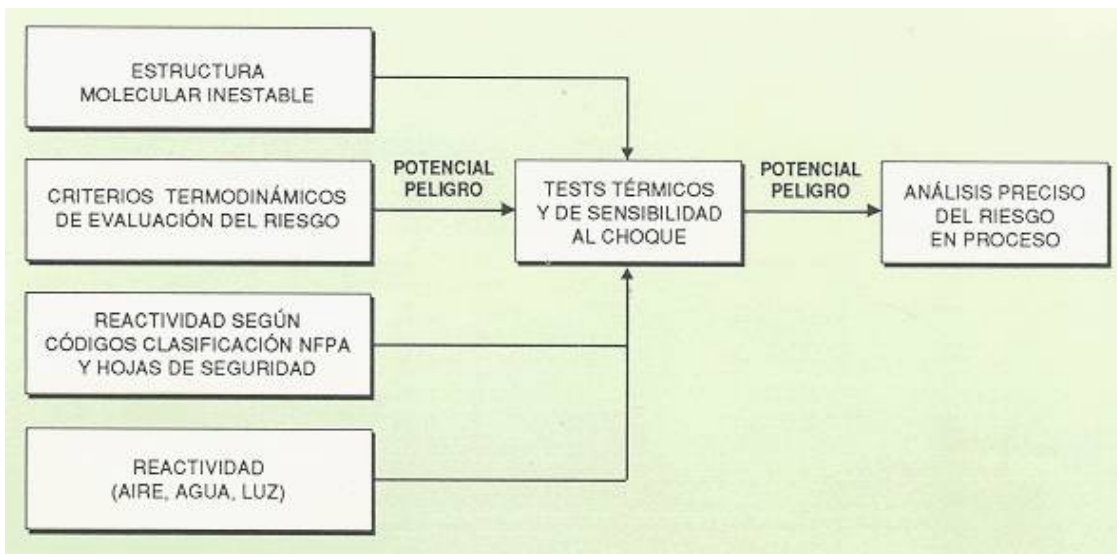 ESTRUCTURA
MOLECULAR INESTABLE
CRITERIOS TERMODINÁMICOS
DE EVALUACIÓN DEL RIESGO
POTENCIAL
PELIGRO
TESTS TÉRMICOS
Y DE SENSIBILIDAD
AL CHOQUE
POTENCIAL
PELIGRO
ANÁLISIS PRECISO
DEL RIESGO
EN PROCESO
REACTIVIDAD SEGÚN
CÓDIGOS CLASIFICACIÓN NFPA
Y HOJAS DE SEGURIDAD
REACTIVIDAD
(AIRE, AGUA, LUZ)